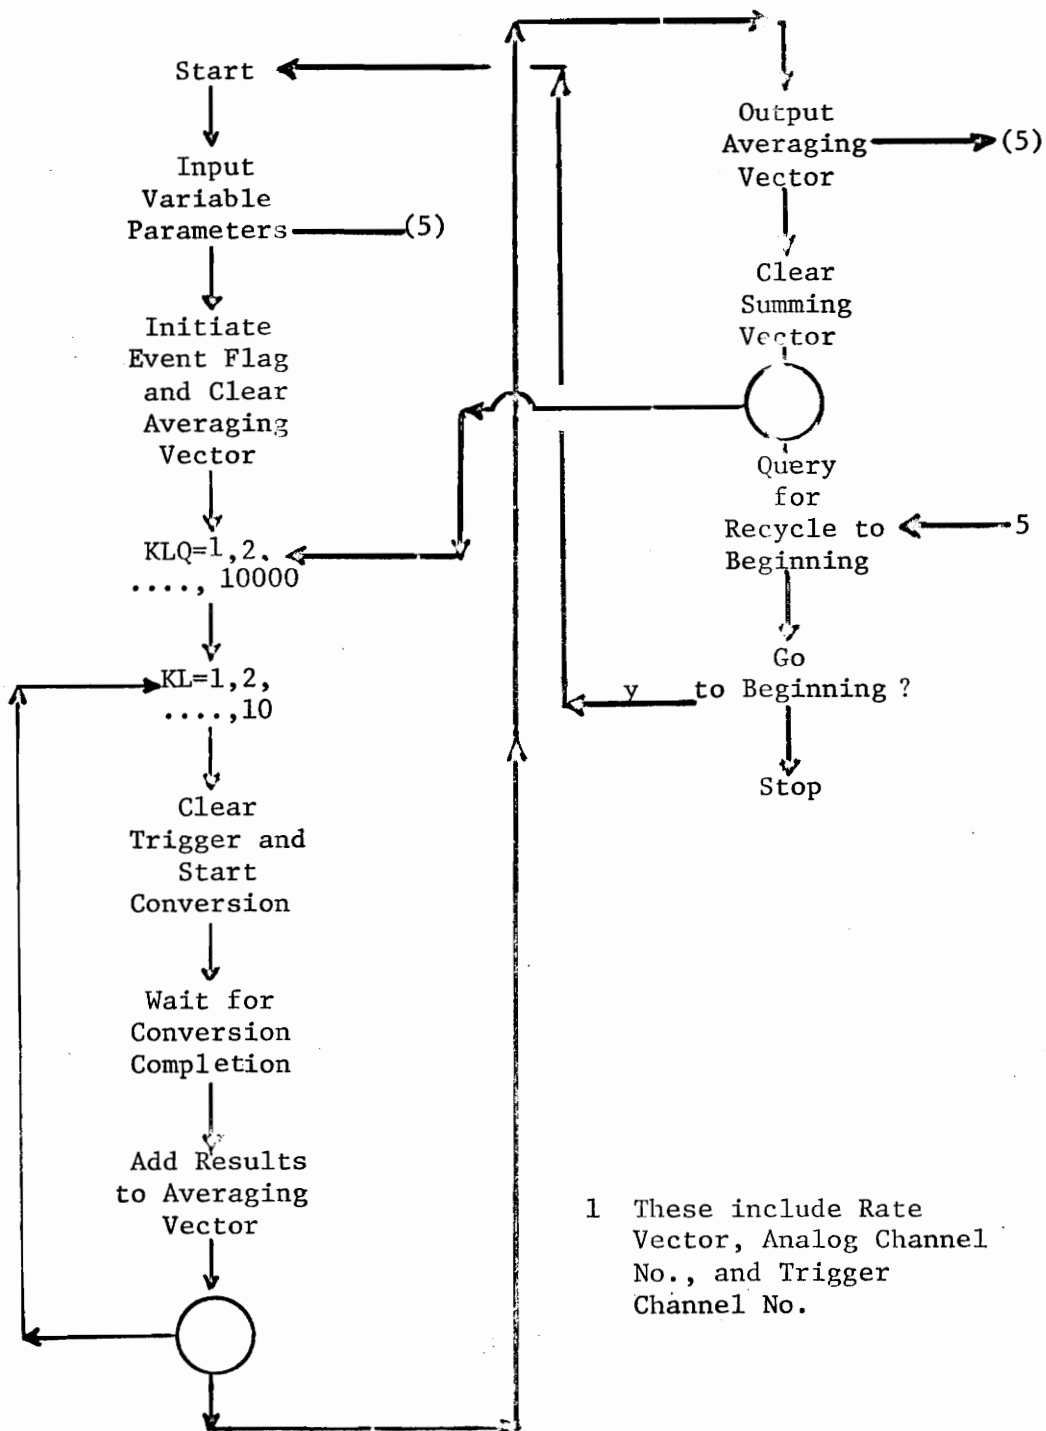 Start
Input
Variable
Parameters (5)
Initiate
Event Flag
and Clear
Averaging
Vector
KLQ=1,2.
...., 10000
KL=1,2,
....,10
Clear
Trigger and
Start
Conversion
Wait for
Conversion
Completion
Add Results
to Averaging
Vector
Output
Averaging (5)
Vector
Clear
Summing
Vector
Query
for
Recycle to 5
Beginning
Go
y to Beginning ?
Stop
1 These include Rate
Vector, Analog Channel
No., and Trigger
Channel No.